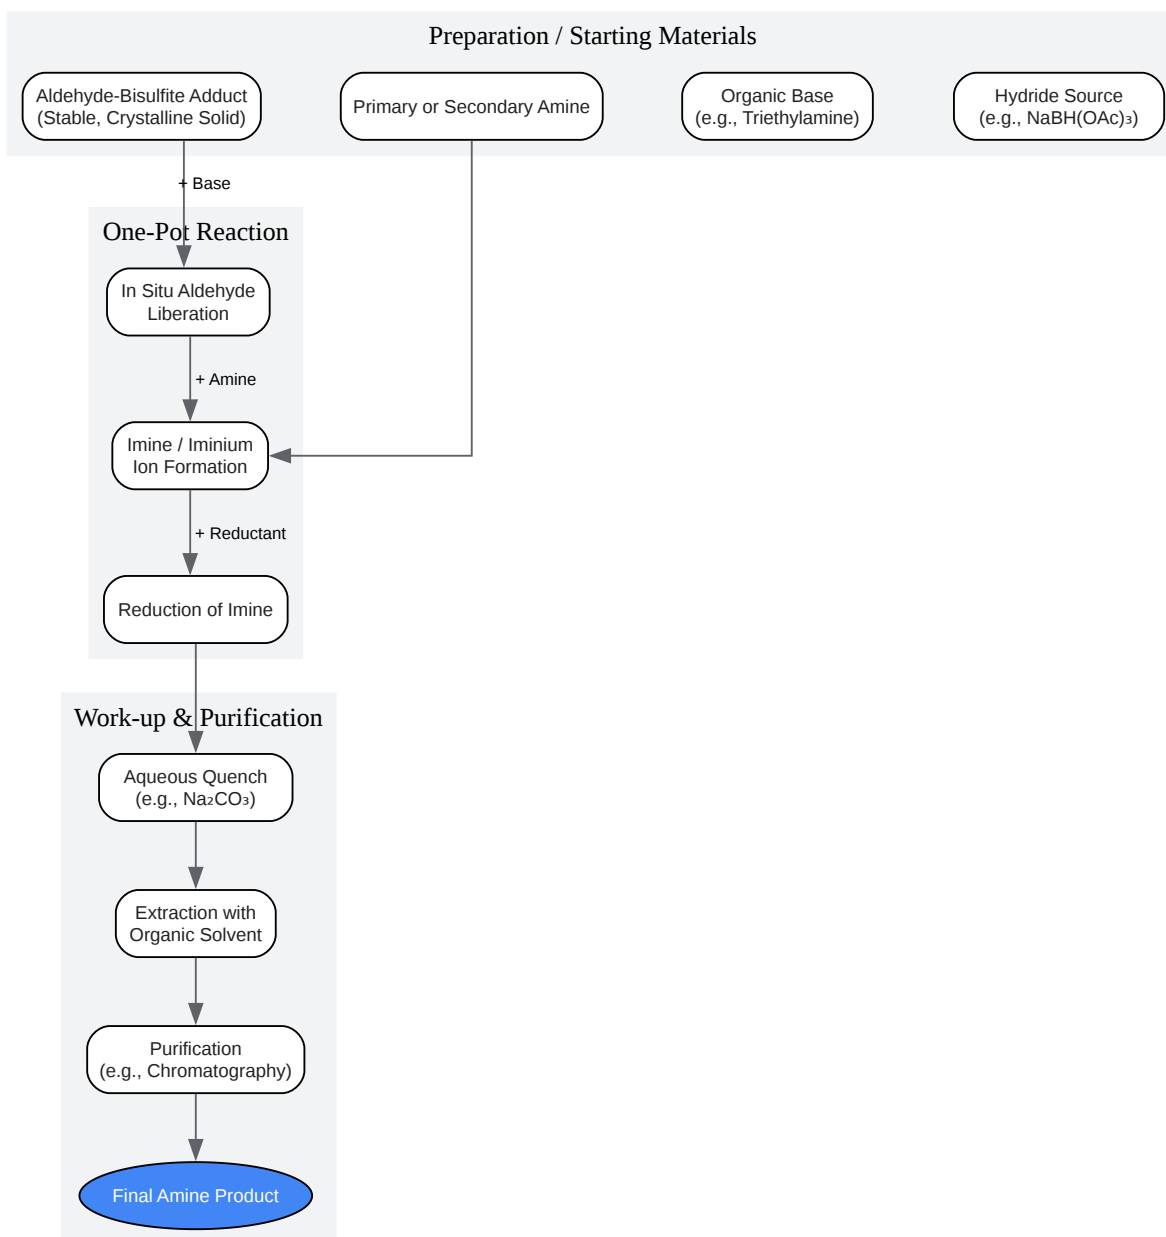 Preparation / Starting Materials
Aldehyde-Bisulfite Adduct
(Stable, Crystalline Solid)
Primary or Secondary Amine
Organic Base
(e.g., Triethylamine)
Hydride Source
(e.g., NaBH(OAc)₃)
+ Base
One-Pot Reaction
In Situ Aldehyde
Liberation
+ Amine
Imine / Iminium
Ion Formation
+ Reductant
Reduction of Imine
Work-up & Purification
Aqueous Quench
(e.g., Na₂CO₃)
Extraction with
Organic Solvent
Purification
(e.g., Chromatography)
Final Amine Product